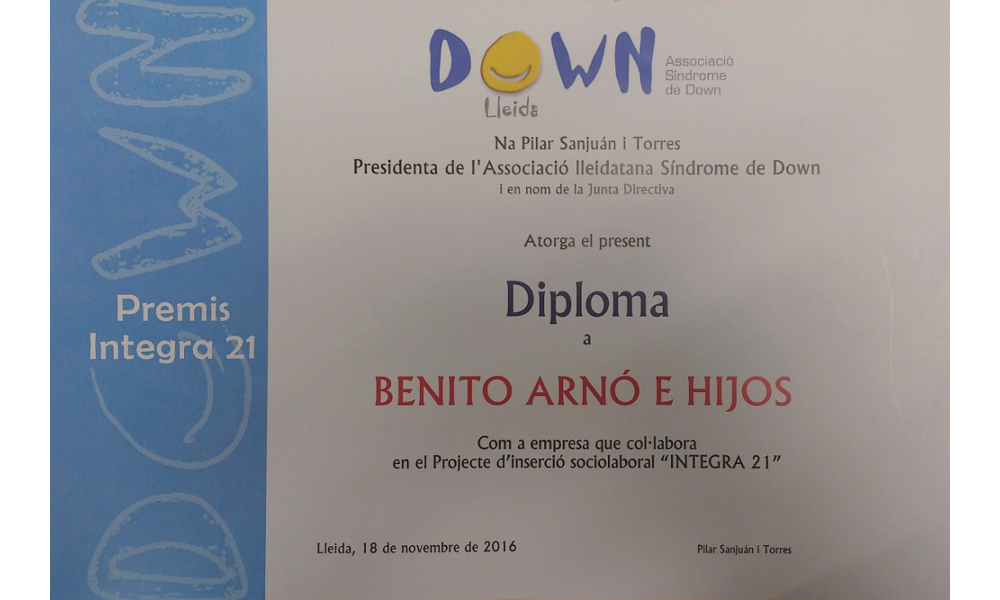 DOWN
Premis
Integra 21
DOWN
Lleida
Associació
Síndrome
de Down
Na Pilar Sanjuán i Torres
Presidenta de l'Associació lleidatana Síndrome de Down
i en nom de la Junta Directiva
Atorga el present
Diploma
a
BENITO ARNÓ E HIJOS
Com a empresa que col·labora
en el Projecte d'inserció sociolaboral “INTEGRA 21”
Lleida, 18 de novembre de 2016
Pilar Sanjuán i Torres